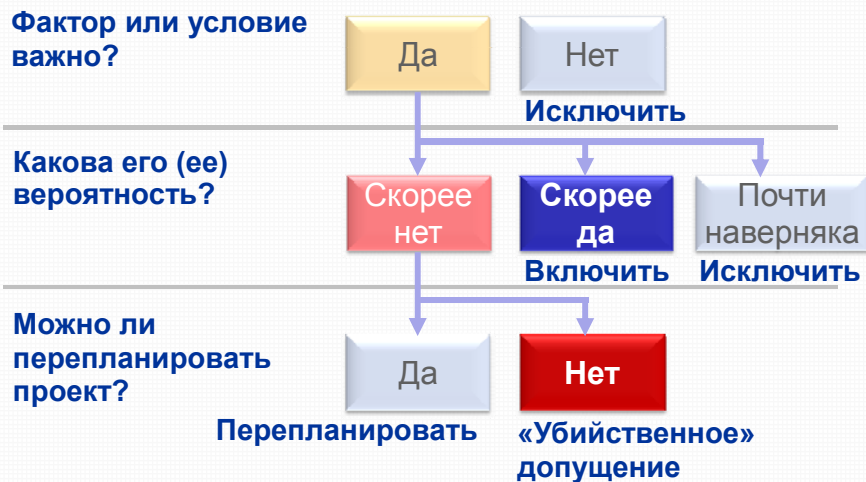 Фактор или условие
важно?
Да
Нет
Исключить
Какова его (ее)
вероятность?
Скорее
нет
Скорее
да
Почти
наверняка
Включить
Исключить
Можно ли
перепланировать
проект?
Да
Нет
Перепланировать
«Убийственное»
допущение